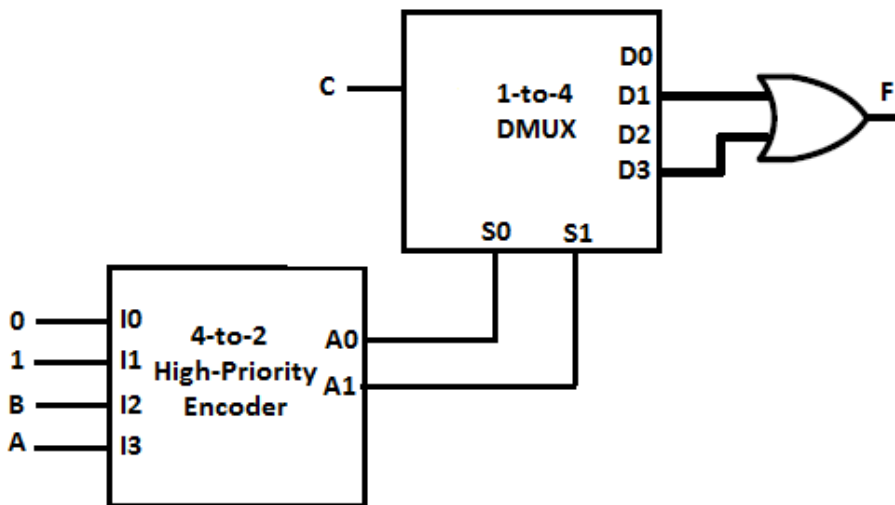 C
1-to-4
DMUX
D0
D1
D2
D3
F
S0
S1
0
1
B
A
I0
I1
I2
I3
4-to-2
High-Priority
Encoder
A0
A1